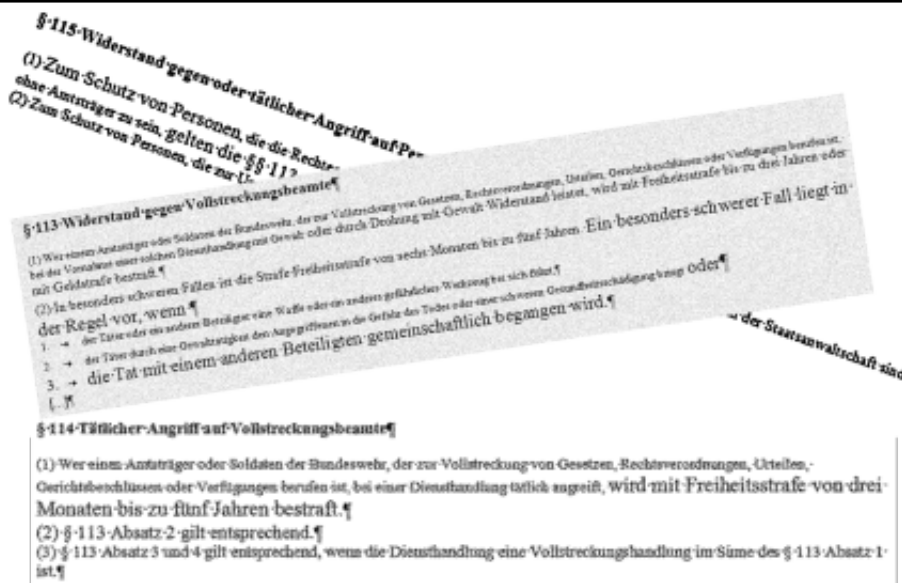 § 115 Widerstand gegen oder tätlicher Angriff auf Pe
(1) Zum Schutz von Personen, die die Rechte
ohne Amtsträger zu sein, gelten die §§ 113
(2) Zum Schutz von Personen, die zur U
§ 113 Widerstand gegen Vollstreckungsbeamte¶
(1) Wer einem Amtsträger oder Soldaten der Bundeswehr, der zur Vollstreckung von Gesetzen, Rechtsverordnungen, Urteilen, Gerichtsbeschlüssen oder Verfügungen berufen ist,
bei der Vornahme einer solchen Diensthandlung mit Gewalt oder durch Drohung mit Gewalt Widerstand leistet, wird mit Freiheitsstrafe bis zu drei Jahren oder
mit Geldstrafe bestraft.¶
(2) In besonders schweren Fällen ist die Strafe Freiheitsstrafe von sechs Monaten bis zu fünf Jahren. Ein besonders schwerer Fall liegt in
der Regel vor, wenn ¶
1. → der Täter oder ein anderer Beteiligter eine Waffe oder ein anderes gefährliches Werkzeug bei sich führt,¶
2. → der Täter durch eine Gewalttätigkeit den Angegriffenen in die Gefahr des Todes oder einer schweren Gesundheitsschädigung bringt oder¶
3. → die Tat mit einem anderen Beteiligten gemeinschaftlich begangen wird.¶
(...)¶
der Staatsanwaltschaft sind
§ 114 Tätlicher Angriff auf Vollstreckungsbeamte¶
(1) Wer einen Amtsträger oder Soldaten der Bundeswehr, der zur Vollstreckung von Gesetzen, Rechtsverordnungen, Urteilen,
Gerichtsbeschlüssen oder Verfügungen berufen ist, bei einer Diensthandlung tätlich angreift, wird mit Freiheitsstrafe von drei
Monaten bis zu fünf Jahren bestraft.¶
(2) § 113 Absatz 2 gilt entsprechend.¶
(3) § 113 Absatz 3 und 4 gilt entsprechend, wenn die Diensthandlung eine Vollstreckungshandlung im Sinne des § 113 Absatz 1
ist.¶